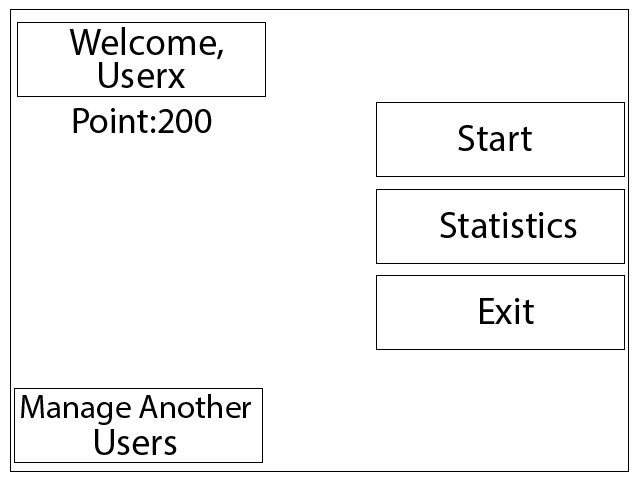 Welcome,
Userx
Point:200
Start
Statistics
Exit
Manage Another
Users